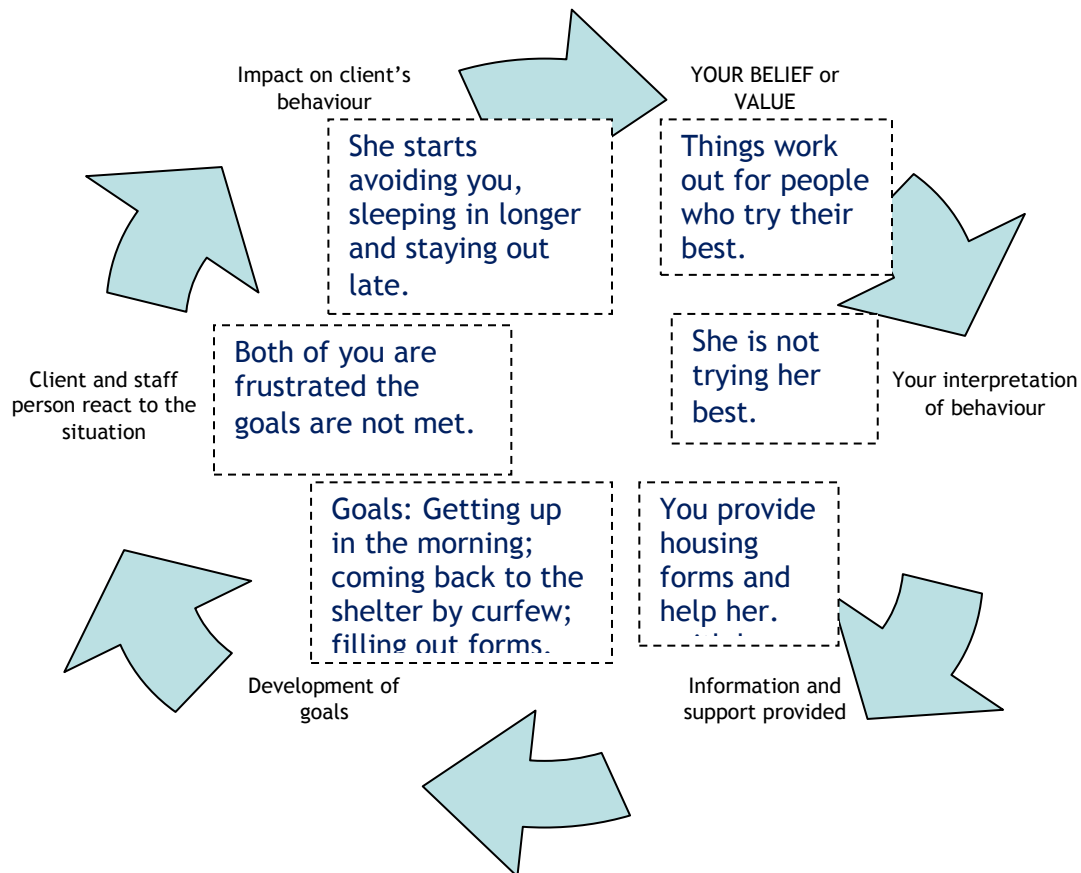 Impact on client’s
behaviour
She starts
avoiding you,
sleeping in longer
and staying out
late.
YOUR BELIEF or
VALUE
Things work
out for people
who try their
best.
She is not
trying her
best.
Your interpretation
of behaviour
You provide
housing
forms and
help her.
Information and
support provided
Goals: Getting up
in the morning;
coming back to the
shelter by curfew;
filling out forms.
Development of
goals
Both of you are
frustrated the
goals are not met.
Client and staff
person react to the
situation